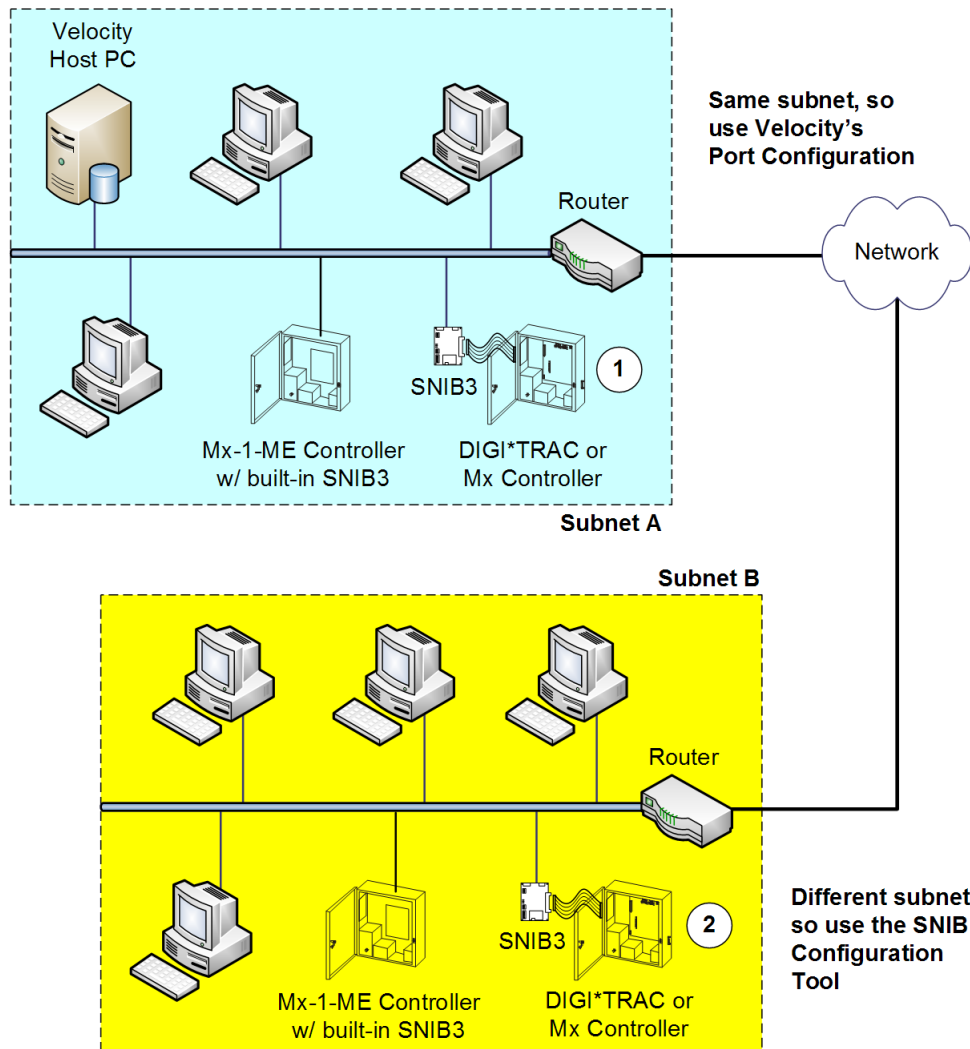 Velocity
Host PC
Same subnet, so
use Velocity's
Port Configuration
Router
Network
SNIB3
1
Mx-1-ME Controller
w/ built-in SNIB3
DIGI*TRAC or
Mx Controller
Subnet A
Subnet B
Router
SNIB3
2
Different subnet
so use the SNIB
Configuration
Tool
Mx-1-ME Controller
w/ built-in SNIB3
DIGI*TRAC or
Mx Controller